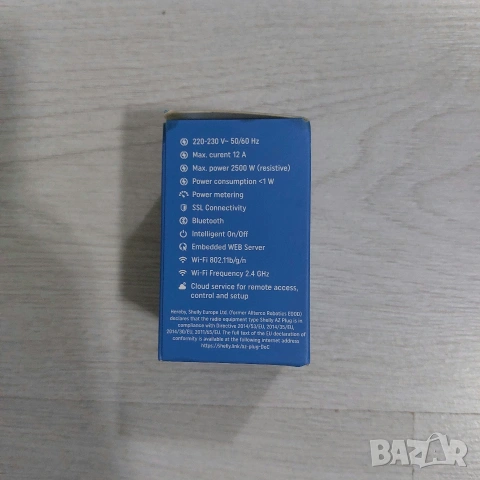 220-230 V~ 50/60 Hz
Max. curent 12 A
Max. power 2500 W (resistive)
Power consumption <1 W
Power metering
SSL Connectivity
Bluetooth
Intelligent On/Off
Embedded WEB Server
Wi-Fi 802.11b/g/n
Wi-Fi Frequency 2.4 GHz
Cloud service for remote access,
control and setup
Hereby, Shelly Europe Ltd. (Former Allterco Robotics EOOD)
declares that the radio equipment type Shelly AZ Plug is in
compliance with Directive 2014/53/EU, 2014/35/EU,
2014/30/EU, 2011/65/EU. The full text of the EU declaration of
conformity is available at the following internet address
https://shelly.link/az-plug-DoC
BAZAR